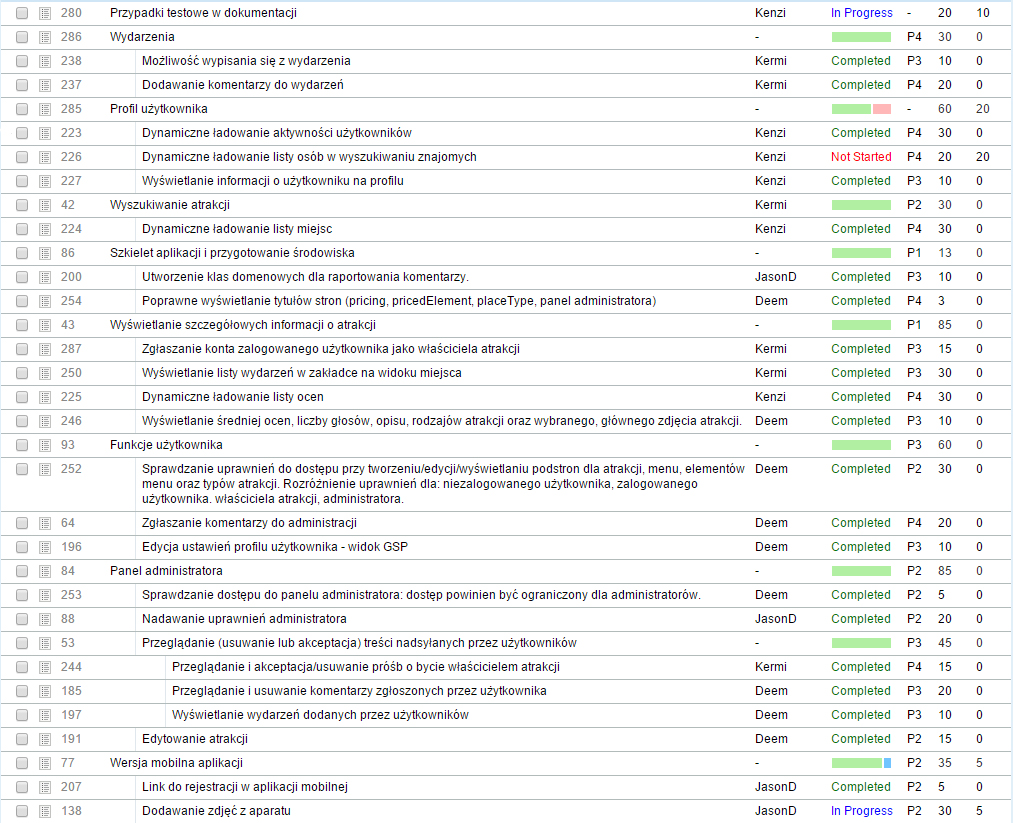 280 Przypadki testowe w dokumentacji Kenzi In Progress - 20 10
286 Wydarzenia - P4 30 0
238 Możliwość wypisania się z wydarzenia Kermi Completed P3 10 0
237 Dodawanie komentarzy do wydarzeń Kermi Completed P4 20 0
285 Profil użytkownika - - 60 20
223 Dynamiczne ładowanie aktywności użytkowników Kenzi Completed P4 30 0
226 Dynamiczne ładowanie listy osób w wyszukiwaniu znajomych Kenzi Not Started P4 20 20
227 Wyświetlanie informacji o użytkowniku na profilu Kenzi Completed P3 10 0
42 Wyszukiwanie atrakcji Kermi P2 30 0
224 Dynamiczne ładowanie listy miejsc Kenzi Completed P4 30 0
86 Szkielet aplikacji i przygotowanie środowiska - P1 13 0
200 Utworzenie klas domenowych dla raportowania komentarzy. JasonD Completed P3 10 0
254 Poprawne wyświetlanie tytułów stron (pricing, pricedElement, placeType, panel administratora) Deem Completed P4 3 0
43 Wyświetlanie szczegółowych informacji o atrakcji - P1 85 0
287 Zgłaszanie konta zalogowanego użytkownika jako właściciela atrakcji Kermi Completed P3 15 0
250 Wyświetlanie listy wydarzeń w zakładce na widoku miejsca Kermi Completed P3 30 0
225 Dynamiczne ładowanie listy ocen Kenzi Completed P4 30 0
246 Wyświetlanie średniej ocen, liczby głosów, opisu, rodzajów atrakcji oraz wybranego, głównego zdjęcia atrakcji. Deem Completed P3 10 0
93 Funkcje użytkownika - P3 60 0
252 Sprawdzanie uprawnień do dostępu przy tworzeniu/edycji/wyświetlaniu podstron dla atrakcji, menu, elementów Deem Completed P2 30 0
menu oraz typów atrakcji. Rozróżnienie uprawnień dla: niezalogowanego użytkownika, zalogowanego
użytkownika. właściciela atrakcji, administratora.
64 Zgłaszanie komentarzy do administracji Deem Completed P4 20 0
196 Edycja ustawień profilu użytkownika - widok GSP Deem Completed P3 10 0
84 Panel administratora - P2 85 0
253 Sprawdzanie dostępu do panelu administratora: dostęp powinien być ograniczony dla administratorów. Deem Completed P2 5 0
88 Nadawanie uprawnień administratora JasonD Completed P2 20 0
53 Przeglądanie (usuwanie lub akceptacja) treści nadsyłanych przez użytkowników - P3 45 0
244 Przeglądanie i akceptacja/usuwanie próśb o bycie właścicielem atrakcji Kermi Completed P4 15 0
185 Przeglądanie i usuwanie komentarzy zgłoszonych przez użytkownika Deem Completed P3 20 0
197 Wyświetlanie wydarzeń dodanych przez użytkowników Deem Completed P3 10 0
191 Edytowanie atrakcji Deem Completed P2 15 0
77 Wersja mobilna aplikacji - P2 35 5
207 Link do rejestracji w aplikacji mobilnej JasonD Completed P2 5 0
138 Dodawanie zdjęć z aparatu JasonD In Progress P2 30 5